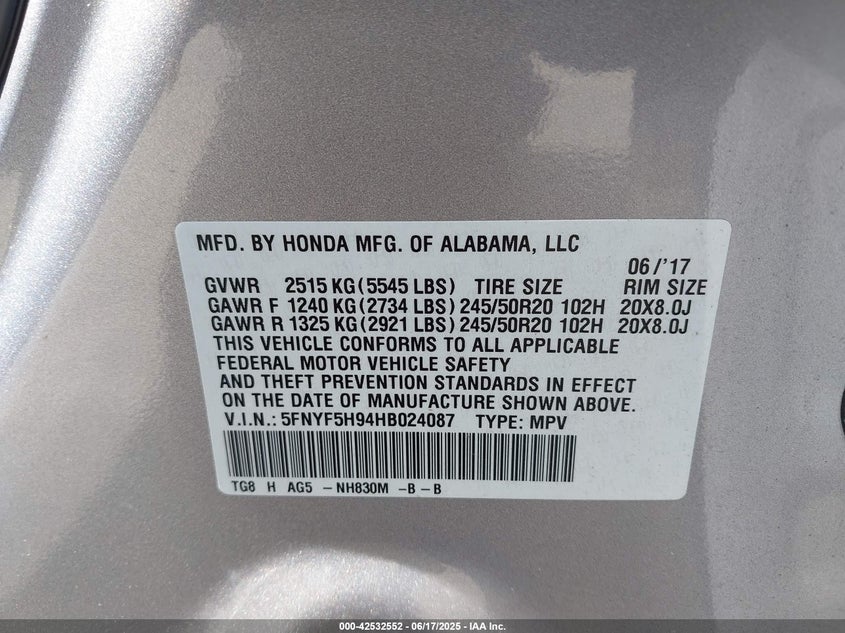 MFD. BY HONDA MFG. OF ALABAMA, LLC
06/'17
GVWR 2515 KG(5545 LBS) TIRE SIZE RIM SIZE
GAWR F 1240 KG(2734 LBS) 245/50R20 102H 20X8.0J
GAWR R 1325 KG(2921 LBS) 245/50R20 102H 20X8.0J
THIS VEHICLE CONFORMS TO ALL APPLICABLE
FEDERAL MOTOR VEHICLE SAFETY
AND THEFT PREVENTION STANDARDS IN EFFECT
ON THE DATE OF MANUFACTURE SHOWN ABOVE.
V.I.N.: 5FNYF5H94HB024087 TYPE: MPV
TG8 H AG5 -NH830M -B-B
000-42532552 - 06/17/2025 - IAA Inc.